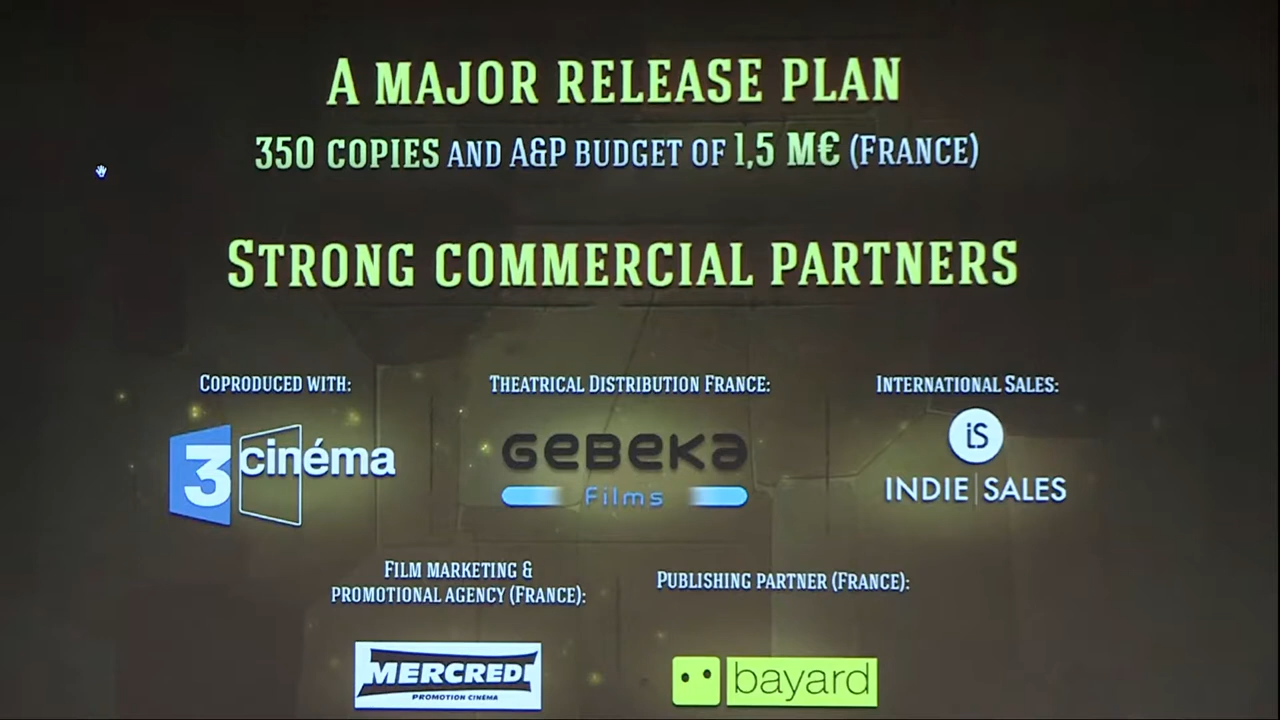 A MAJOR RELEASE PLAN
350 COPIES AND A&P BUDGET OF 1,5 M€ (FRANCE)
STRONG COMMERCIAL PARTNERS
COPRODUCED WITH:
THEATRICAL DISTRIBUTION FRANCE:
INTERNATIONAL SALES:
3 cinéma
GEBEKA
Films
iS
INDIE SALES
FILM MARKETING &
PROMOTIONAL AGENCY (FRANCE):
PUBLISHING PARTNER (FRANCE):
MERCREDI
PROMOTION CINEMA
bayard